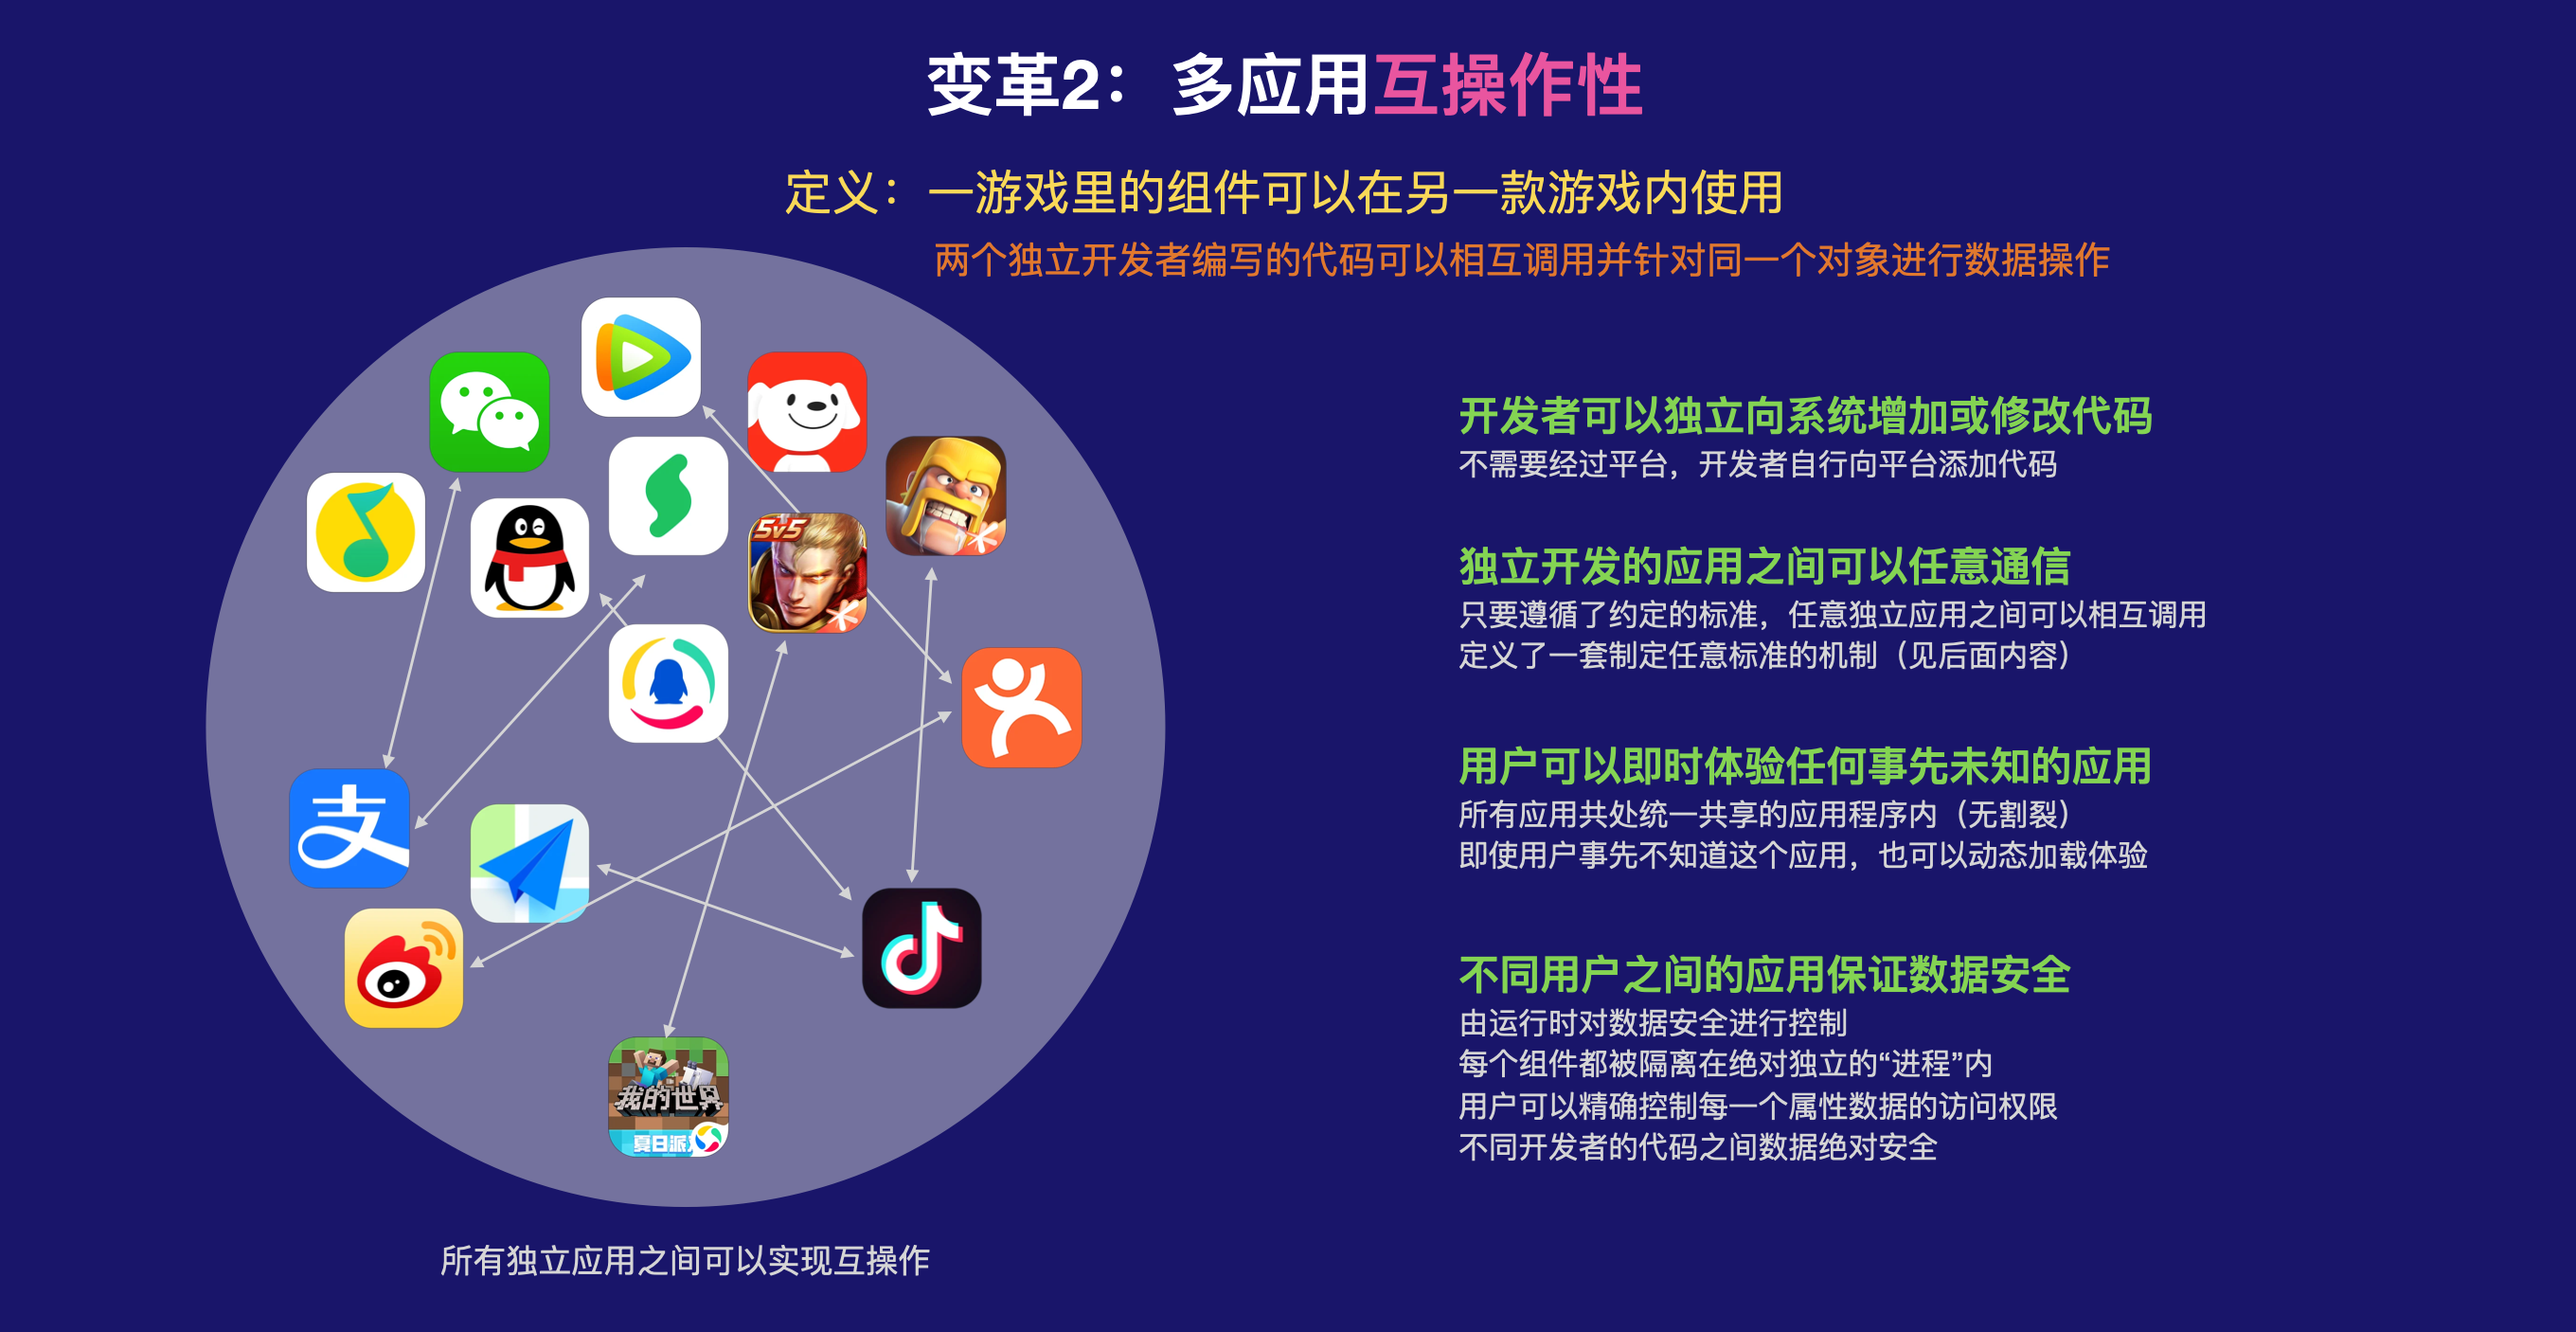 变革2：多应用互操作性
定义：一游戏里的组件可以在另一款游戏内使用
两个独立开发者编写的代码可以相互调用并针对同一个对象进行数据操作
5v5
支
我的世界
夏日派
所有独立应用之间可以实现互操作
开发者可以独立向系统增加或修改代码
不需要经过平台，开发者自行向平台添加代码
独立开发的应用之间可以任意通信
只要遵循了约定的标准，任意独立应用之间可以相互调用
定义了一套制定任意标准的机制（见后面内容）
用户可以即时体验任何事先未知的应用
所有应用共处统一共享的应用程序内（无割裂）
即使用户事先不知道这个应用，也可以动态加载体验
不同用户之间的应用保证数据安全
由运行时对数据安全进行控制
每个组件都被隔离在绝对独立的“进程”内
用户可以精确控制每一个属性数据的访问权限
不同开发者的代码之间数据绝对安全